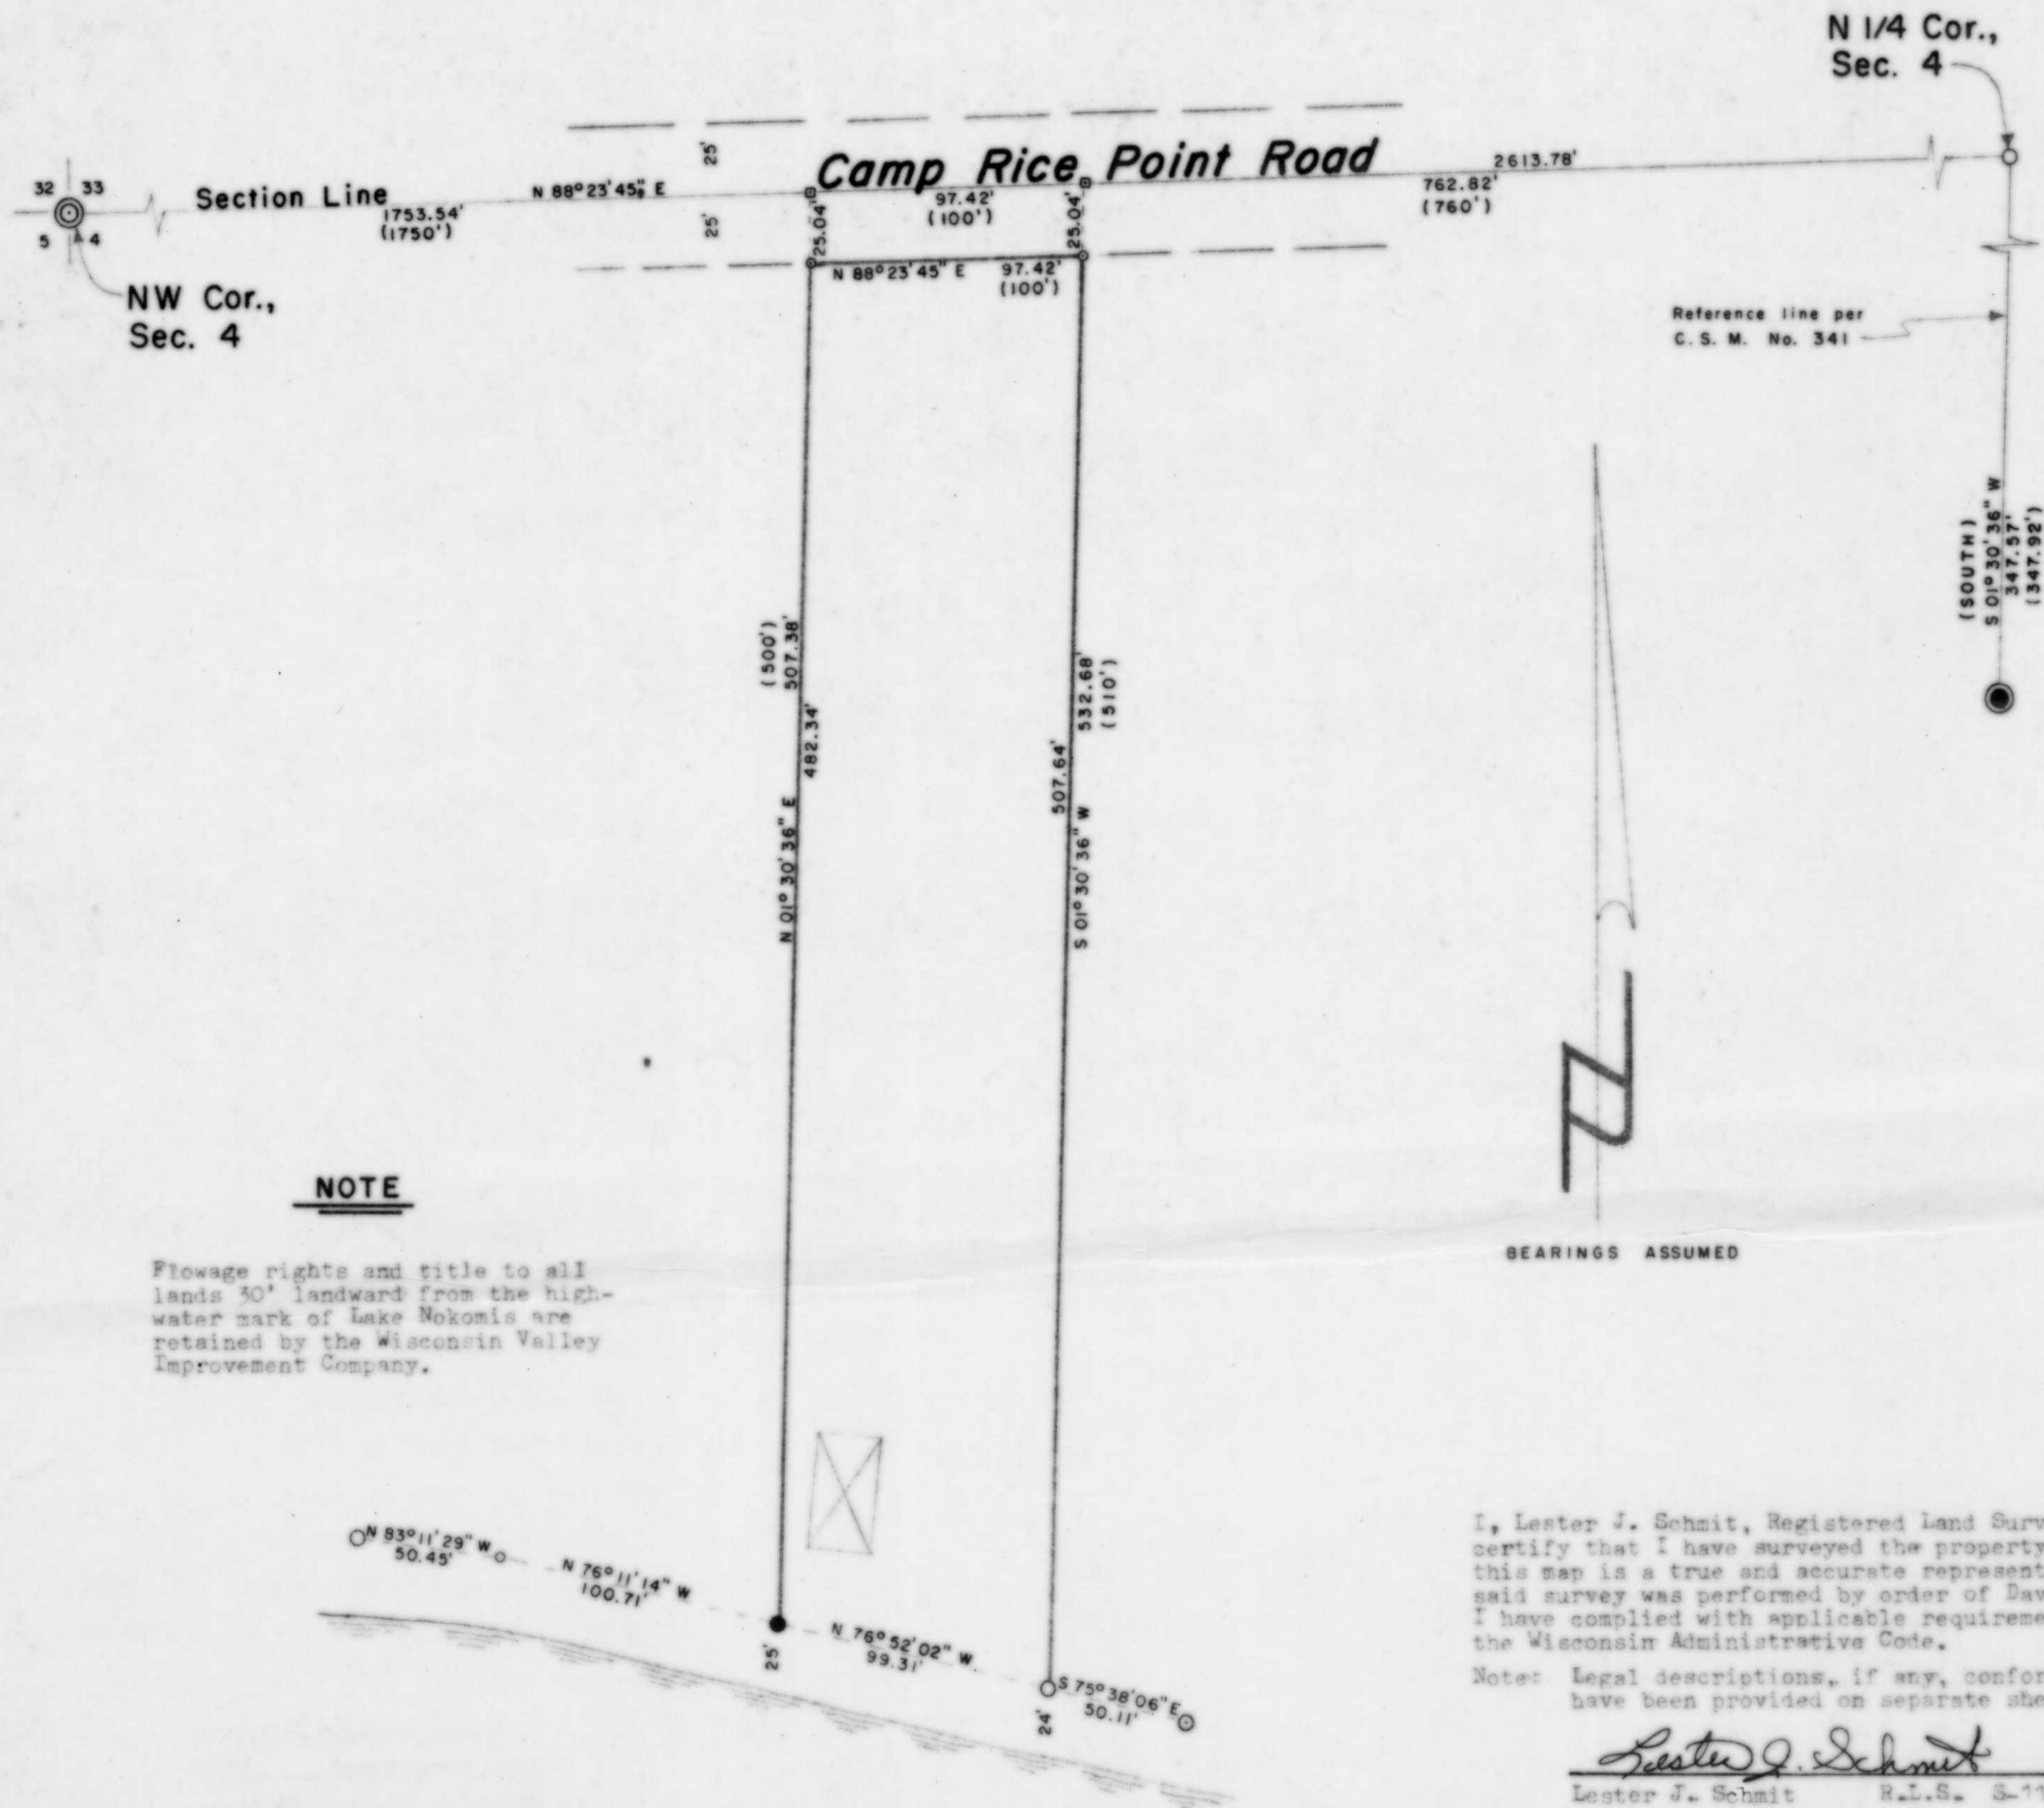 N 1/4 Cor.,
Sec. 4
Camp Rice Point Road
25'
2613.78'
32 33
Section Line
N 88°23'45" E
97.42'
(100')
762.82'
(760')
1753.54'
(1750')
5 4
25'
25.04'
25.04'
NW Cor.,
Sec. 4
N 88°23'45" E
97.42'
(100')
Reference line per
C. S. M. No. 341
(SOUTH)
S 01°30'36" W
347.57'
(347.92')
(500')
507.38'
482.34'
N 01°30'36" E
532.68'
(510')
507.64'
S 01°30'36" W
N
BEARINGS ASSUMED
NOTE
Flowage rights and title to all
lands 30' landward from the high-
water mark of Lake Nokomis are
retained by the Wisconsin Valley
Improvement Company.
N 83°11'29" W
50.45'
N 76°11'14" W
100.71'
N 76°52'02" W
99.31'
S 75°38'06" E
50.11'
25'
24'
I, Lester J. Schmit, Registered Land Surv
certify that I have surveyed the property
this map is a true and accurate represent
said survey was performed by order of Dav
I have complied with applicable requireme
the Wisconsin Administrative Code.
Note: Legal descriptions, if any, confor
have been provided on separate she
Lester J. Schmit
Lester J. Schmit R.L.S. S-11